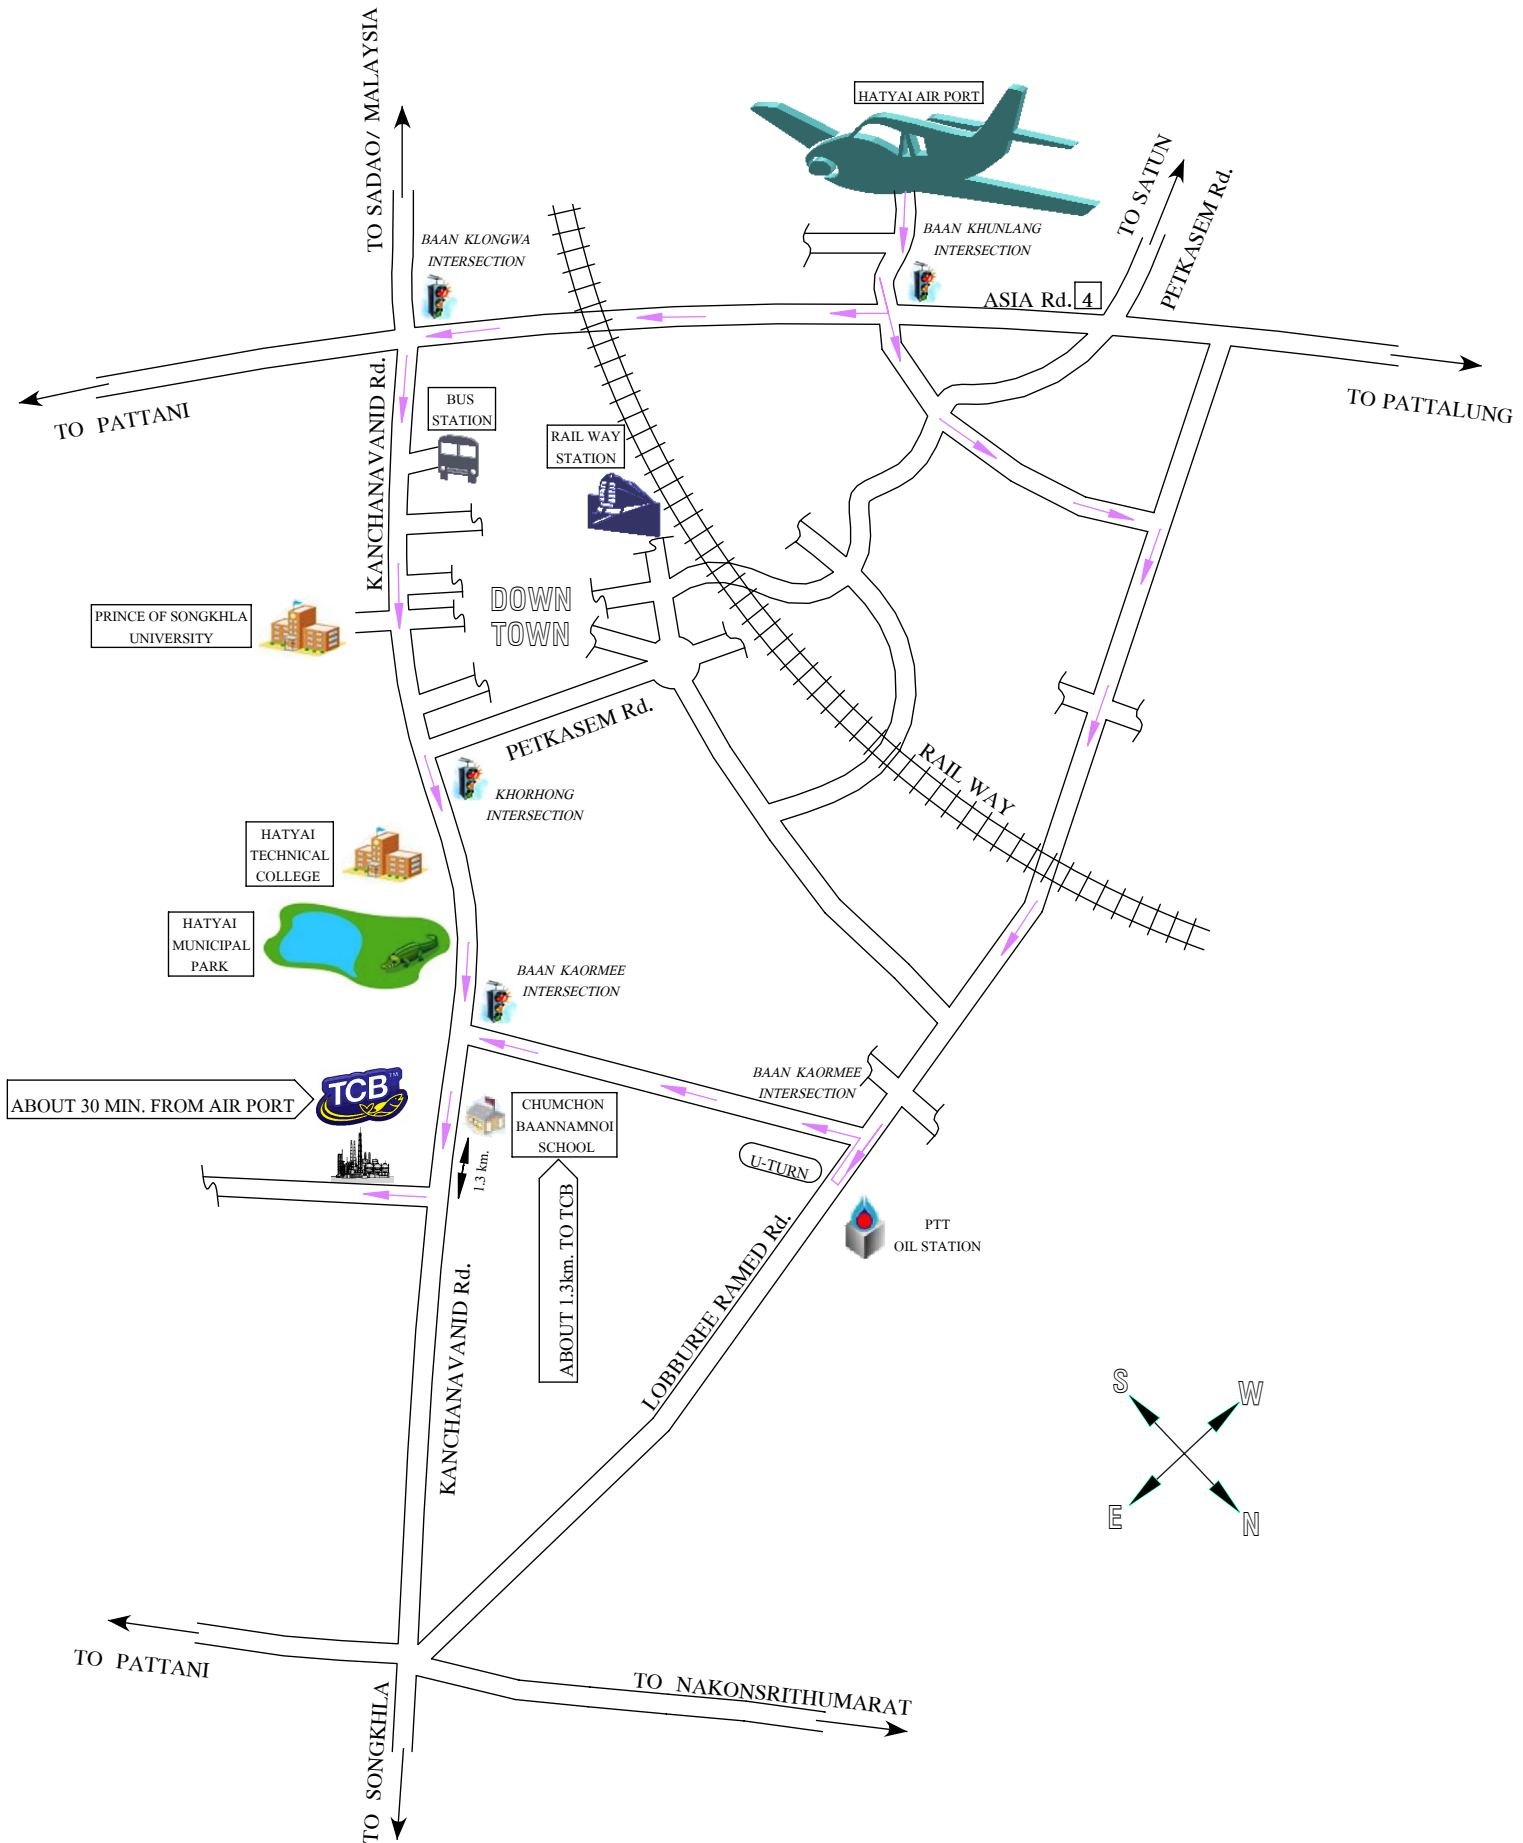 TO SADAO/ MALAYSIA
HATYAI AIR PORT
TO SATUN
PETKASEM Rd.
BAAN KLONGWA
INTERSECTION
BAAN KHUNLANG
INTERSECTION
ASIA Rd. 4
TO PATTANI
KANCHANAVANID Rd.
BUS
STATION
RAIL WAY
STATION
TO PATTALUNG
PRINCE OF SONGKHLA
UNIVERSITY
DOWN
TOWN
PETKASEM Rd.
RAIL WAY
KHORHONG
INTERSECTION
HATYAI
TECHNICAL
COLLEGE
HATYAI
MUNICIPAL
PARK
BAAN KAORMEE
INTERSECTION
BAAN KAORMEE
INTERSECTION
ABOUT 30 MIN. FROM AIR PORT
TCB™
CHUMCHON
BAANNAMNOI
SCHOOL
1.3 km.
U-TURN
ABOUT 1.3km. TO TCB
PTT
OIL STATION
LOBBUREE RAMED Rd.
KANCHANAVANID Rd.
S
W
E
N
TO PATTANI
TO NAKONSRITHUMARAT
TO SONGKHLA